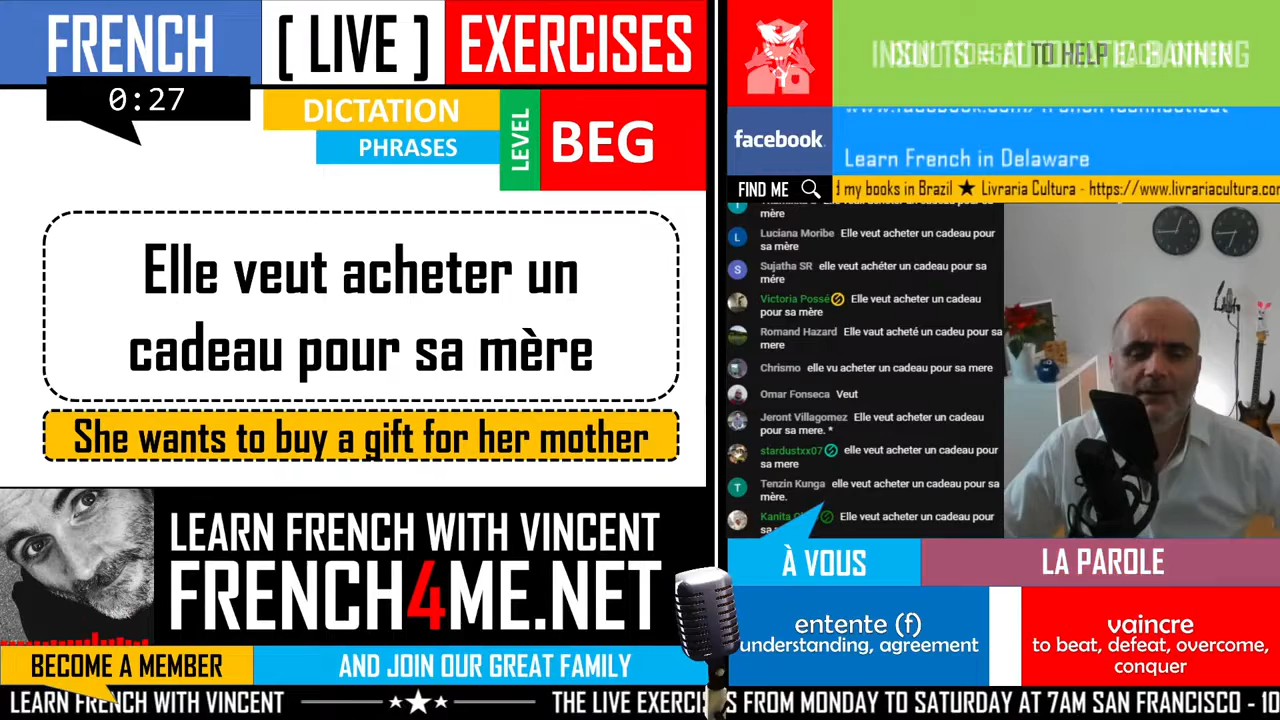 FRENCH
[ LIVE ]
EXERCISES
0:27
DICTATION
PHRASES
LEVEL
BEG
Elle veut acheter un
cadeau pour sa mère
She wants to buy a gift for her mother
LEARN FRENCH WITH VINCENT
FRENCH4ME.NET
BECOME A MEMBER
AND JOIN OUR GREAT FAMILY
TO HELP
facebook
Learn French in Delaware
FIND ME
d my books in Brazil ★ Livraria Cultura - https://www.livrariacultura.con
mère
Luciana Moribe Elle veut acheter un cadeau pour
sa mère
Sujatha SR elle veut achéter un cadeau pour sa
mére
Victoria Possé Elle veut acheter un cadeau
pour sa mère
Romand Hazard Elle vaut acheté un cadeu pour sa
mere
Chrismo elle vu acheter un cadeau pour sa mere
Omar Fonseca Veut
Jeront Villagomez Elle veut acheter un cadeau
pour sa mere. *
stardustxx07 elle veut acheter un cadeau pour
sa mere
Tenzin Kunga elle veut acheter un cadeau pour sa
mère.
Kanita Elle veut acheter un cadeau pour
À VOUS
LA PAROLE
entente (f)
understanding, agreement
vaincre
to beat, defeat, overcome,
conquer
LEARN FRENCH WITH VINCENT
THE LIVE EXERCISES FROM MONDAY TO SATURDAY AT 7AM SAN FRANCISCO - 10